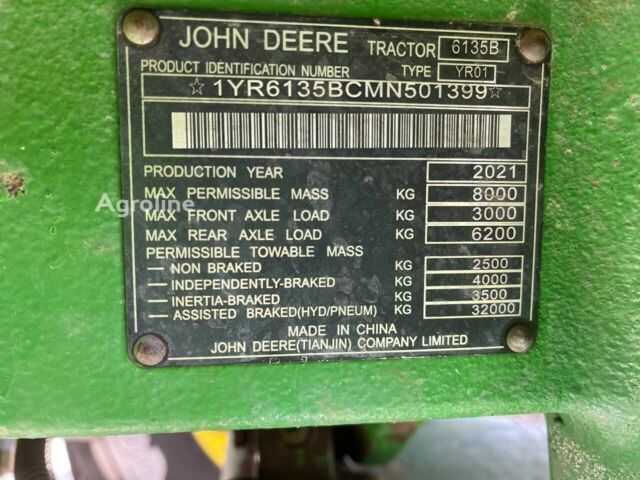 JOHN DEERE TRACTOR 6135B
PRODUCT IDENTIFICATION NUMBER TYPE YR01
☆1YR6135BCMN501399☆
PRODUCTION YEAR 2021
MAX PERMISSIBLE MASS KG 8000
MAX FRONT AXLE LOAD KG 3000
MAX REAR AXLE LOAD KG 6200
PERMISSIBLE TOWABLE MASS
— NON BRAKED KG 2500
— INDEPENDENTLY-BRAKED KG 4000
— INERTIA-BRAKED KG 3500
— ASSISTED BRAKED(HYD/PNEUM) KG 32000
MADE IN CHINA
JOHN DEERE(TIANJIN) COMPANY LIMITED
Agroline